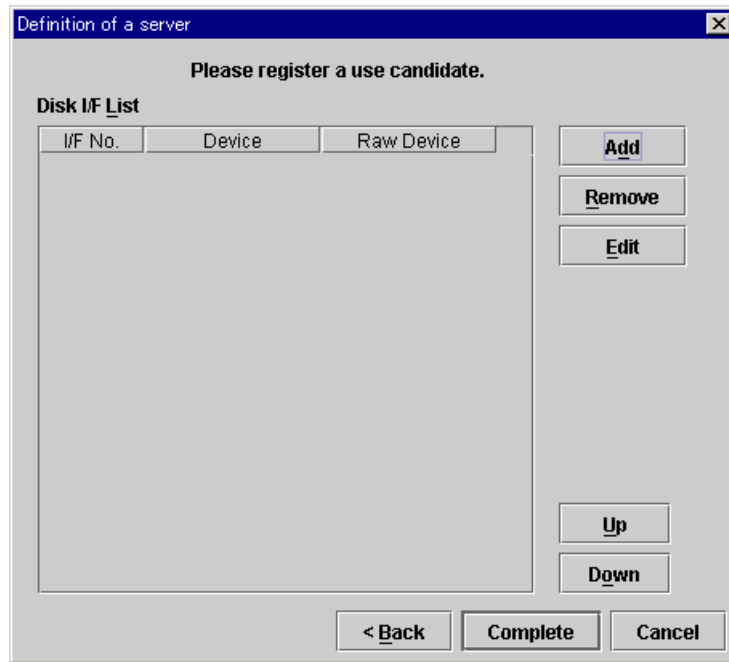 Definition of a server
Please register a use candidate.
Disk I/F List
I/F No. Device Raw Device
Add
Remove
Edit
Up
Down
< Back Complete Cancel